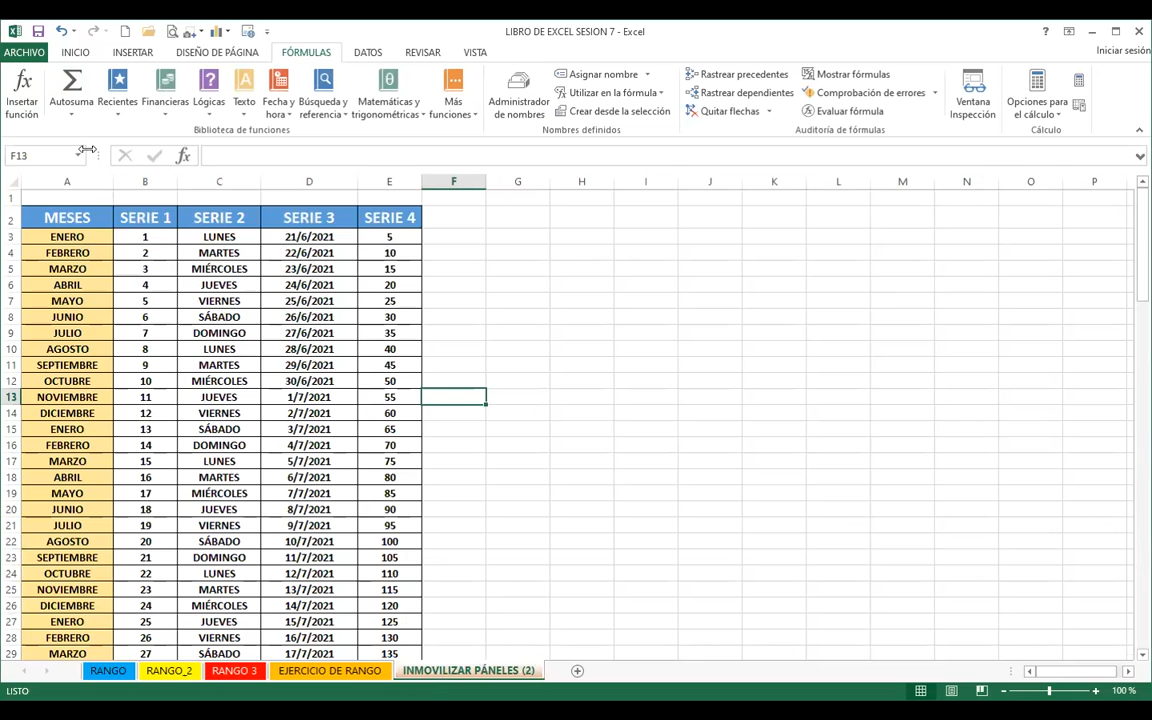 LIBRO DE EXCEL SESION 7 - Excel
ARCHIVO INICIO INSERTAR DISEÑO DE PÁGINA FÓRMULAS DATOS REVISAR VISTA Iniciar sesión
Insertar función
Autosuma
Recientes
Financieras
Lógicas
Texto
Fecha y hora
Búsqueda y referencia
Matemáticas y trigonométricas
Más funciones
Biblioteca de funciones
Administrador de nombres
Asignar nombre
Utilizar en la fórmula
Crear desde la selección
Nombres definidos
Rastrear precedentes
Rastrear dependientes
Quitar flechas
Mostrar fórmulas
Comprobación de errores
Evaluar fórmula
Auditoría de fórmulas
Ventana Inspección
Opciones para el cálculo
Cálculo
F13 fx
A B C D E F G H I J K L M N O P
1
2 MESES SERIE 1 SERIE 2 SERIE 3 SERIE 4
3 ENERO 1 LUNES 21/6/2021 5
4 FEBRERO 2 MARTES 22/6/2021 10
5 MARZO 3 MIÉRCOLES 23/6/2021 15
6 ABRIL 4 JUEVES 24/6/2021 20
7 MAYO 5 VIERNES 25/6/2021 25
8 JUNIO 6 SÁBADO 26/6/2021 30
9 JULIO 7 DOMINGO 27/6/2021 35
10 AGOSTO 8 LUNES 28/6/2021 40
11 SEPTIEMBRE 9 MARTES 29/6/2021 45
12 OCTUBRE 10 MIÉRCOLES 30/6/2021 50
13 NOVIEMBRE 11 JUEVES 1/7/2021 55
14 DICIEMBRE 12 VIERNES 2/7/2021 60
15 ENERO 13 SÁBADO 3/7/2021 65
16 FEBRERO 14 DOMINGO 4/7/2021 70
17 MARZO 15 LUNES 5/7/2021 75
18 ABRIL 16 MARTES 6/7/2021 80
19 MAYO 17 MIÉRCOLES 7/7/2021 85
20 JUNIO 18 JUEVES 8/7/2021 90
21 JULIO 19 VIERNES 9/7/2021 95
22 AGOSTO 20 SÁBADO 10/7/2021 100
23 SEPTIEMBRE 21 DOMINGO 11/7/2021 105
24 OCTUBRE 22 LUNES 12/7/2021 110
25 NOVIEMBRE 23 MARTES 13/7/2021 115
26 DICIEMBRE 24 MIÉRCOLES 14/7/2021 120
27 ENERO 25 JUEVES 15/7/2021 125
28 FEBRERO 26 VIERNES 16/7/2021 130
29 MARZO 27 SÁBADO 17/7/2021 135
RANGO RANGO_2 RANGO 3 EJERCICIO DE RANGO INMOVILIZAR PÁNELES (2)
LISTO 100 %